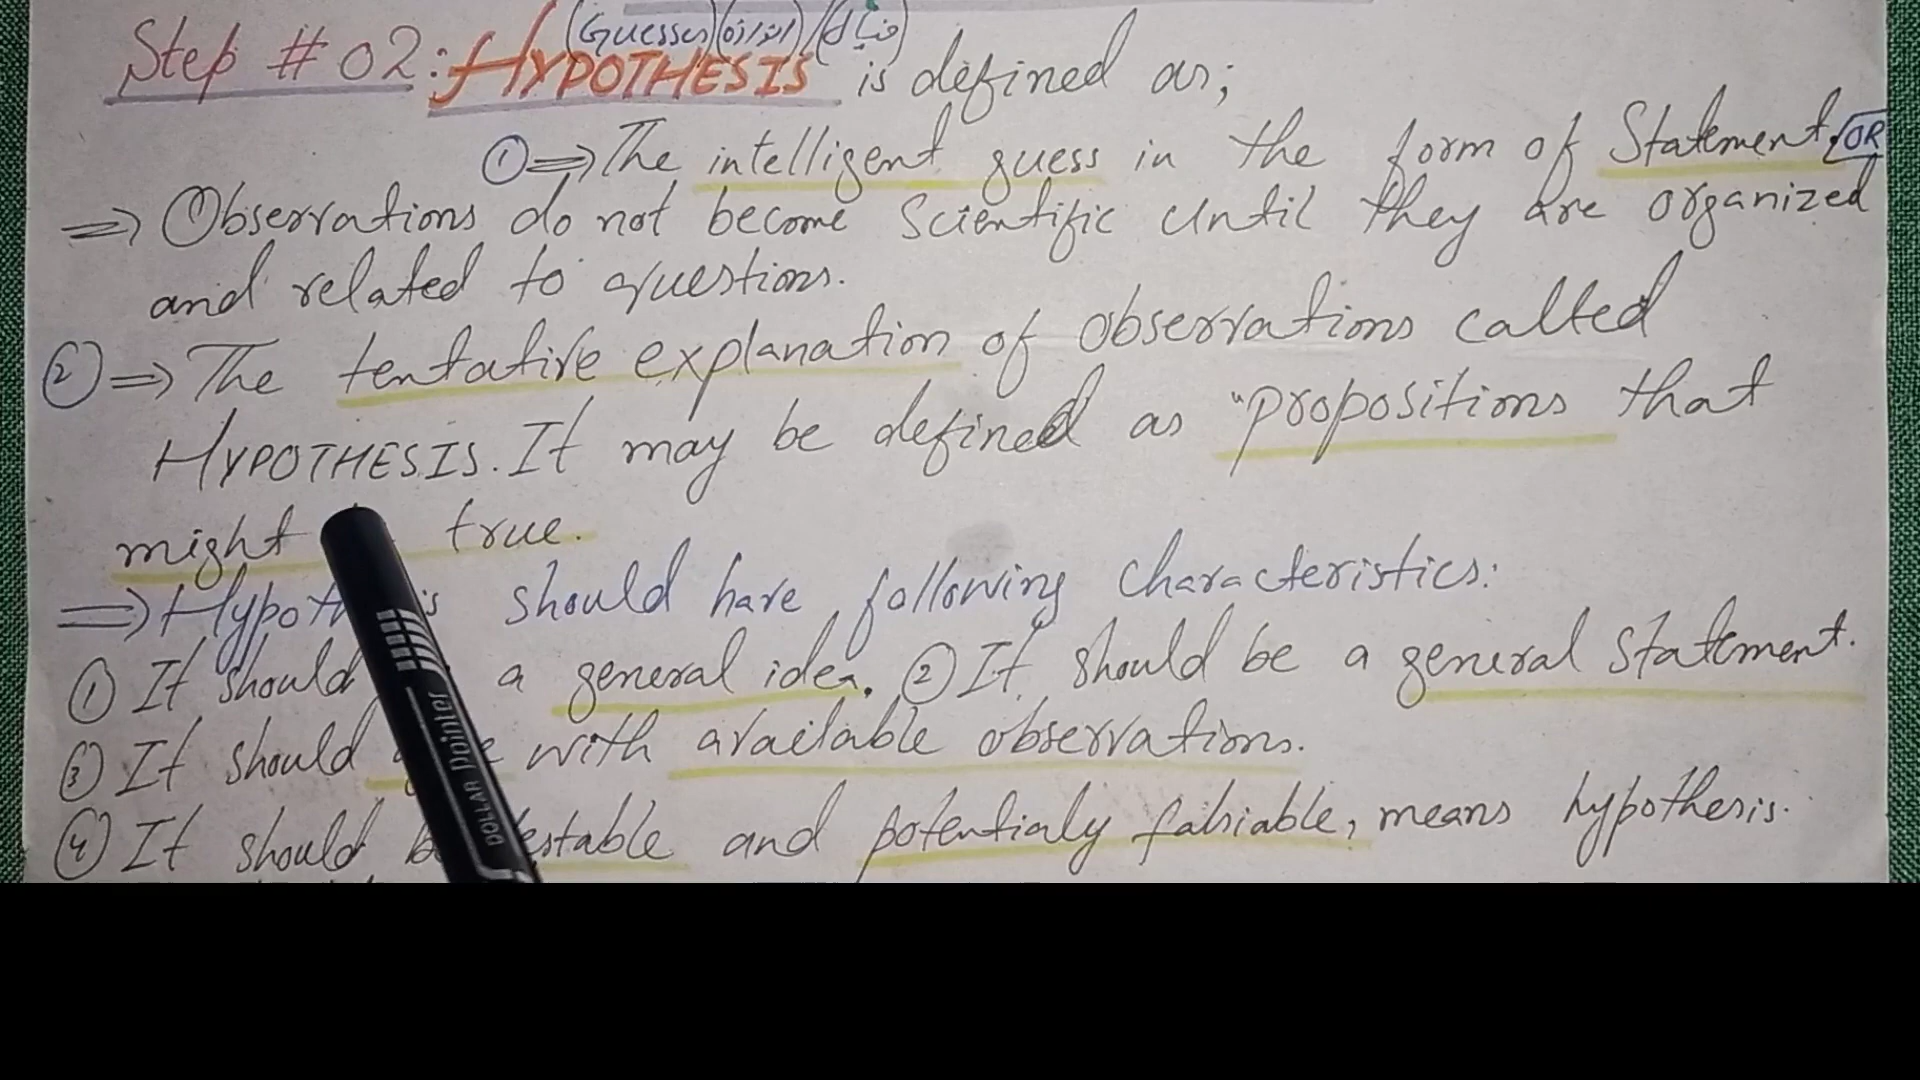 (Guesses)(اندازہ)/(خیال)
Step # 02: HYPOTHESIS is defined as;
① ⇒ The intelligent guess in the form of Statement. OR
⇒ Observations do not become Scientific until they are organized
and related to questions.
② ⇒ The tentative explanation of observations called
HYPOTHESIS. It may be defined as "propositions that
might true.
⇒ should have following characteristics:
① It should a general idea. ② It should be a general statement.
③ It should with available observations.
④ It should and potentialy falsiable, means hypothesis.
DOLLAR Pointer